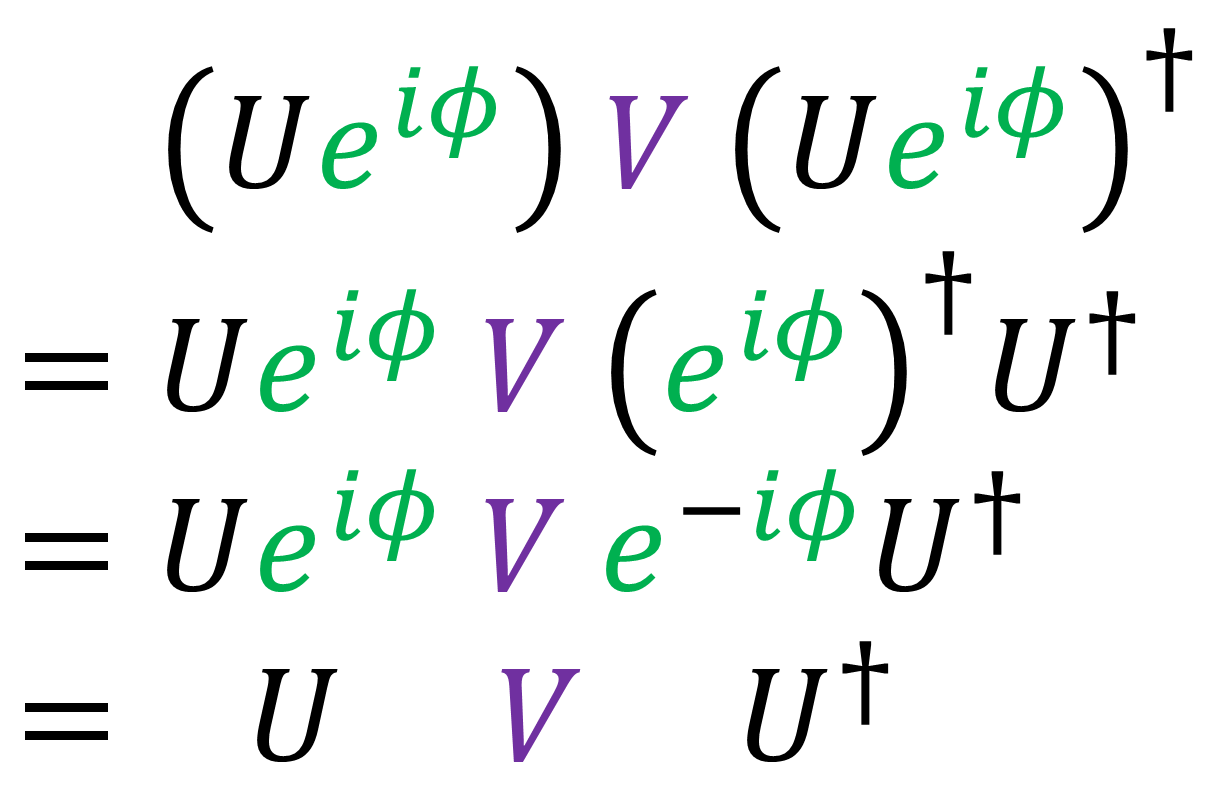 (Ue^{iϕ}) V (Ue^{iϕ})^†
= Ue^{iϕ} V (e^{iϕ})^† U^†
= Ue^{iϕ} V e^{−iϕ} U^†
= U V U^†